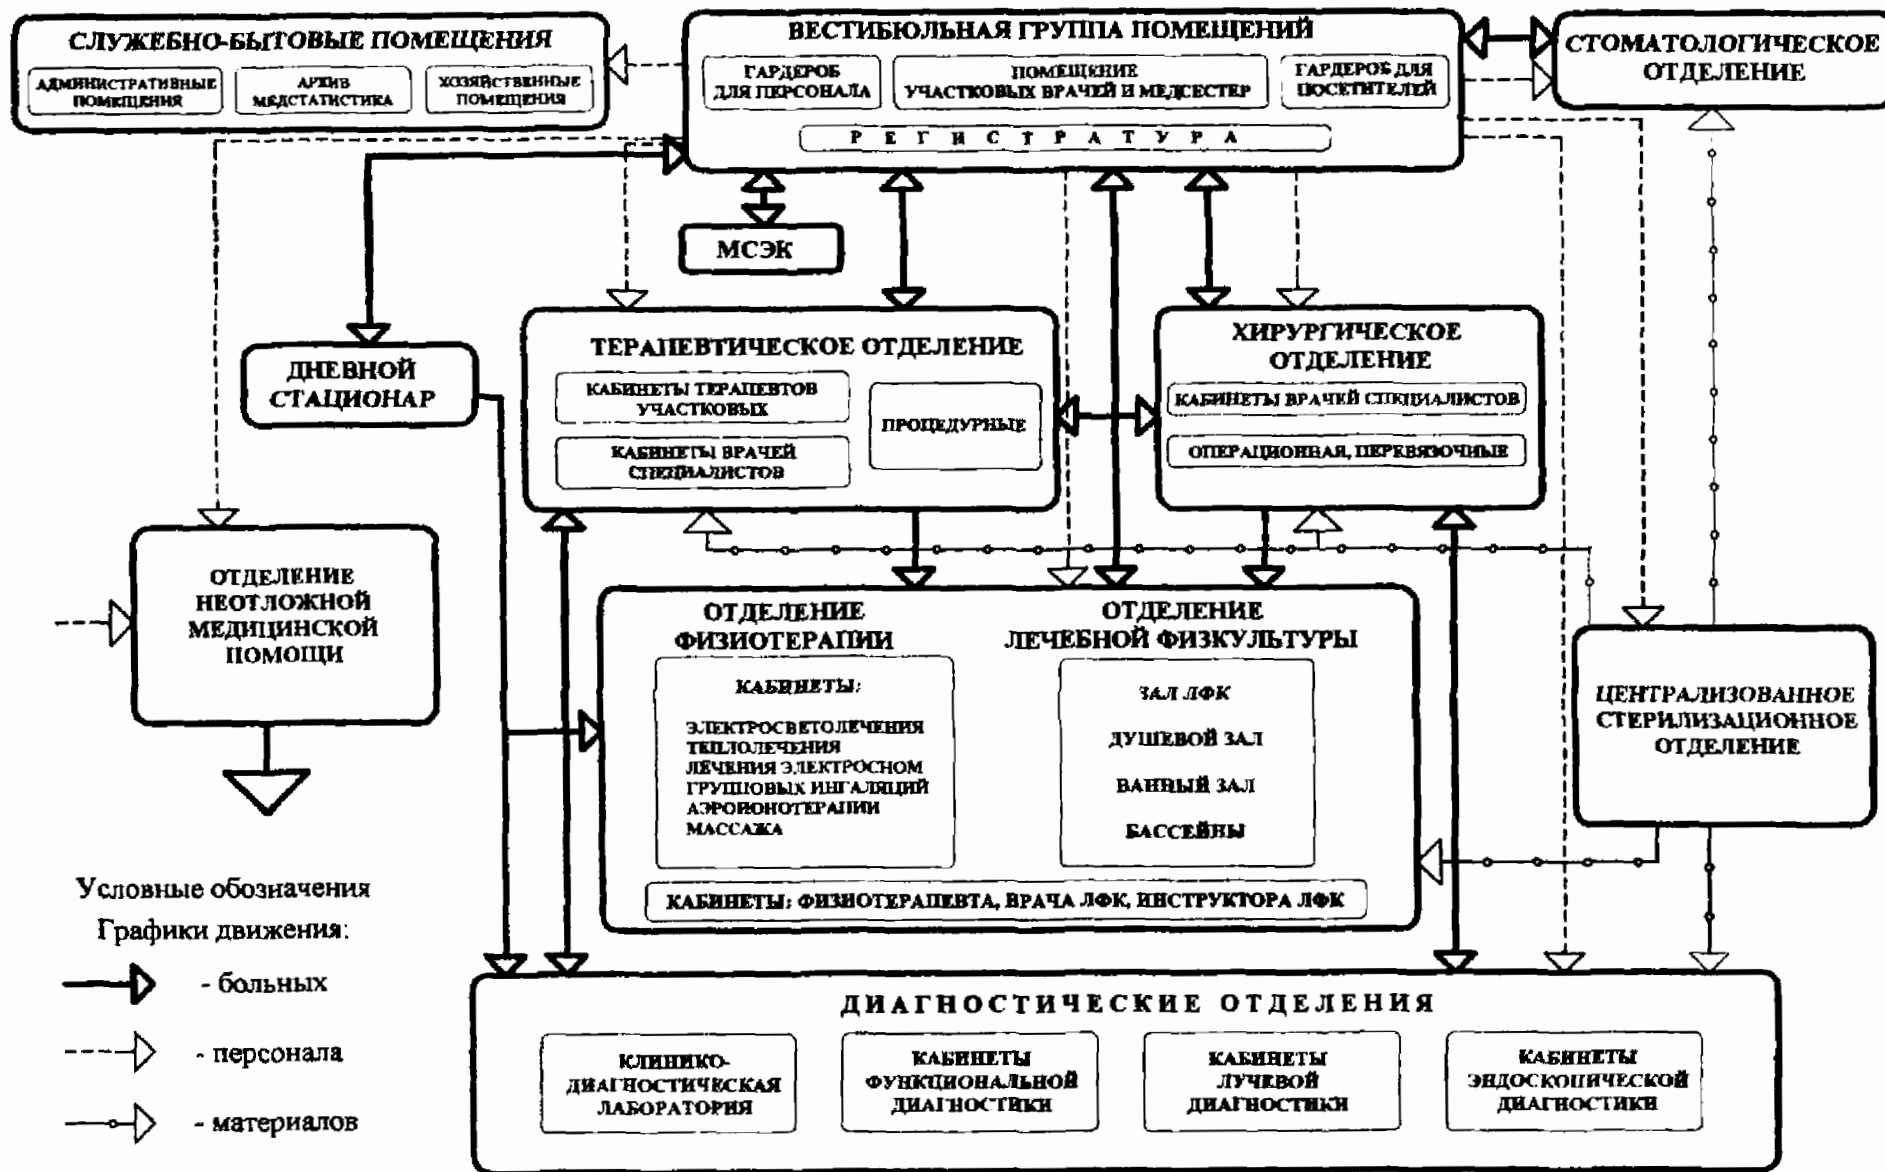 СЛУЖЕБНО-БЫТОВЫЕ ПОМЕЩЕНИЯ
АДМИНИСТРАТИВНЫЕ
ПОМЕЩЕНИЯ
АРХИВ
МЕДСТАТИСТИКА
ХОЗЯЙСТВЕННЫЕ
ПОМЕЩЕНИЯ
ВЕСТИБЮЛЬНАЯ ГРУППА ПОМЕЩЕНИЙ
ГАРДЕРОБ
ДЛЯ ПЕРСОНАЛА
ПОМЕЩЕНИЕ
УЧАСТКОВЫХ ВРАЧЕЙ И МЕДСЕСТЕР
ГАРДЕРОБ ДЛЯ
ПОСЕТИТЕЛЕЙ
РЕГИСТРАТУРА
СТОМАТОЛОГИЧЕСКОЕ
ОТДЕЛЕНИЕ
МСЭК
ДНЕВНОЙ
СТАЦИОНАР
ТЕРАПЕВТИЧЕСКОЕ ОТДЕЛЕНИЕ
КАБИНЕТЫ ТЕРАПЕВТОВ
УЧАСТКОВЫХ
КАБИНЕТЫ ВРАЧЕЙ
СПЕЦИАЛИСТОВ
ПРОЦЕДУРНЫЕ
ХИРУРГИЧЕСКОЕ
ОТДЕЛЕНИЕ
КАБИНЕТЫ ВРАЧЕЙ СПЕЦИАЛИСТОВ
ОПЕРАЦИОННАЯ, ПЕРЕВЯЗОЧНЫЕ
ОТДЕЛЕНИЕ
НЕОТЛОЖНОЙ
МЕДИЦИНСКОЙ
ПОМОЩИ
ОТДЕЛЕНИЕ
ФИЗИОТЕРАПИИ
КАБИНЕТЫ:
ЭЛЕКТРОСВЕТОЛЕЧЕНИЯ
ТЕПЛОЛЕЧЕНИЯ
ЛЕЧЕНИЯ ЭЛЕКТРОСНОМ
ГРУППОВЫХ ИНГАЛЯЦИЙ
АЭРОИОНОТЕРАПИИ
МАССАЖА
ОТДЕЛЕНИЕ
ЛЕЧЕБНОЙ ФИЗКУЛЬТУРЫ
ЗАЛ ЛФК
ДУШЕВОЙ ЗАЛ
ВАННЫЙ ЗАЛ
БАССЕЙНЫ
КАБИНЕТЫ: ФИЗИОТЕРАПЕВТА, ВРАЧА ЛФК, ИНСТРУКТОРА ЛФК
ЦЕНТРАЛИЗОВАННОЕ
СТЕРИЛИЗАЦИОННОЕ
ОТДЕЛЕНИЕ
Условные обозначения
Графики движения:
- больных
- персонала
- материалов
ДИАГНОСТИЧЕСКИЕ ОТДЕЛЕНИЯ
КЛИНИКО-
ДИАГНОСТИЧЕСКАЯ
ЛАБОРАТОРИЯ
КАБИНЕТЫ
ФУНКЦИОНАЛЬНОЙ
ДИАГНОСТИКИ
КАБИНЕТЫ
ЛУЧЕВОЙ
ДИАГНОСТИКИ
КАБИНЕТЫ
ЭНДОСКОПИЧЕСКОЙ
ДИАГНОСТИКИ